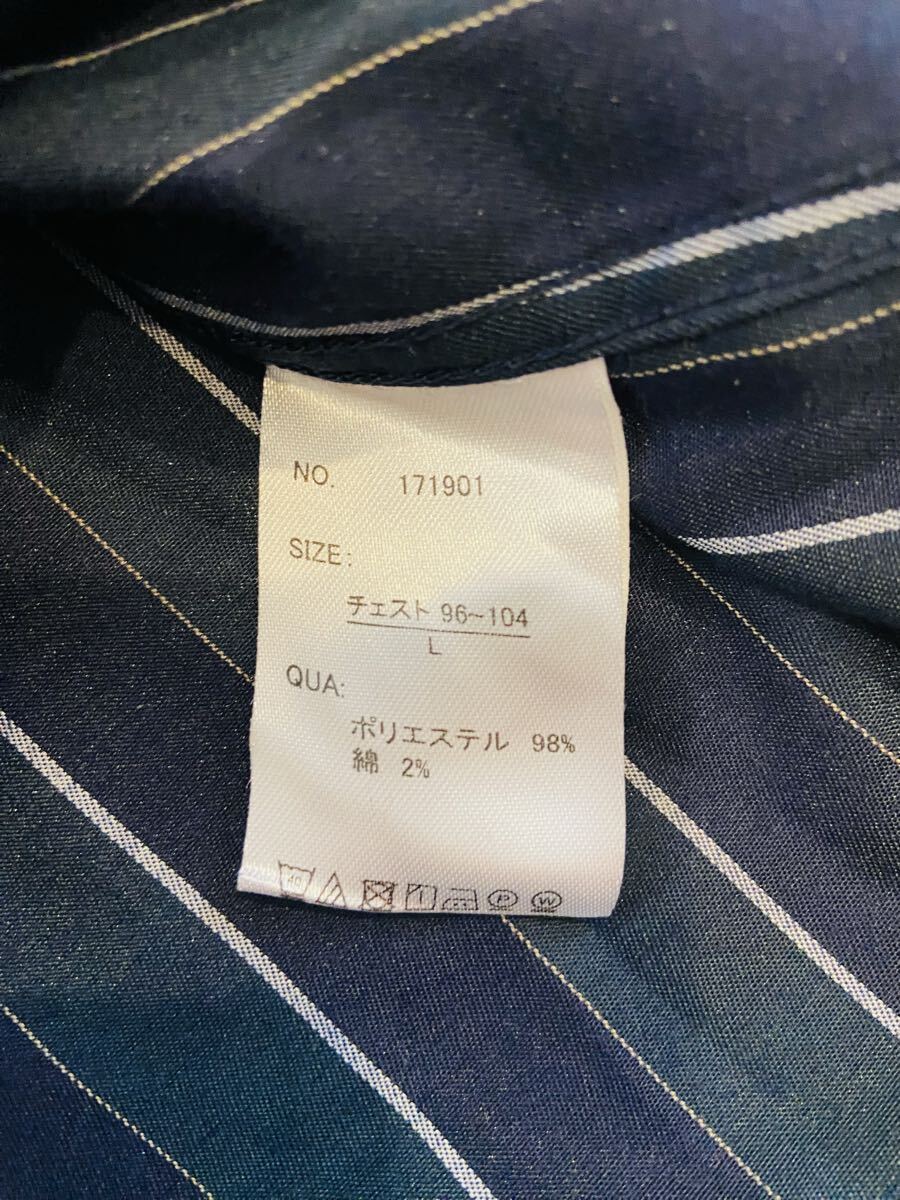 NO. 171901
SIZE:
チェスト 96~104
L
QUA:
ポリエステル 98%
綿 2%
40
P W